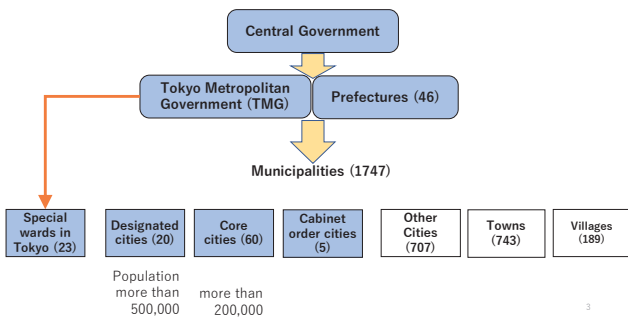 Central Government
Tokyo Metropolitan
Government (TMG)
Prefectures (46)
Municipalities (1747)
Special
wards in
Tokyo (23)
Designated
cities (20)
Core
cities (60)
Cabinet
order cities
(5)
Other
Cities
(707)
Towns
(743)
Villages
(189)
Population
more than
500,000
more than
200,000
3